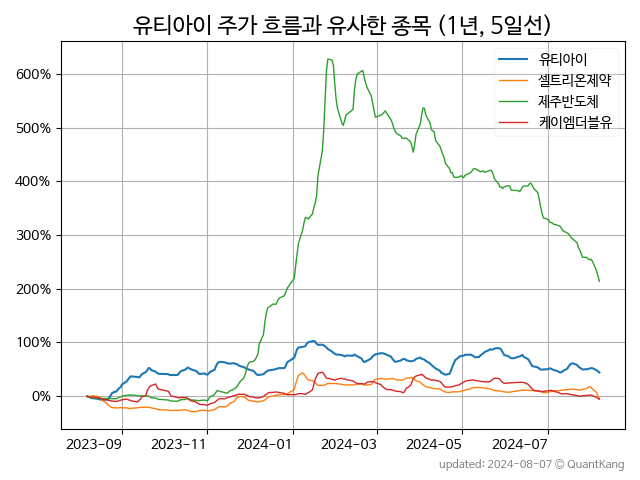 유티아이 주가 흐름과 유사한 종목 (1년, 5일선)
유티아이
셀트리온제약
제주반도체
케이엠더블유
600%
500%
400%
300%
200%
100%
0%
2023-09 2023-11 2024-01 2024-03 2024-05 2024-07
updated: 2024-08-07 © QuantKang